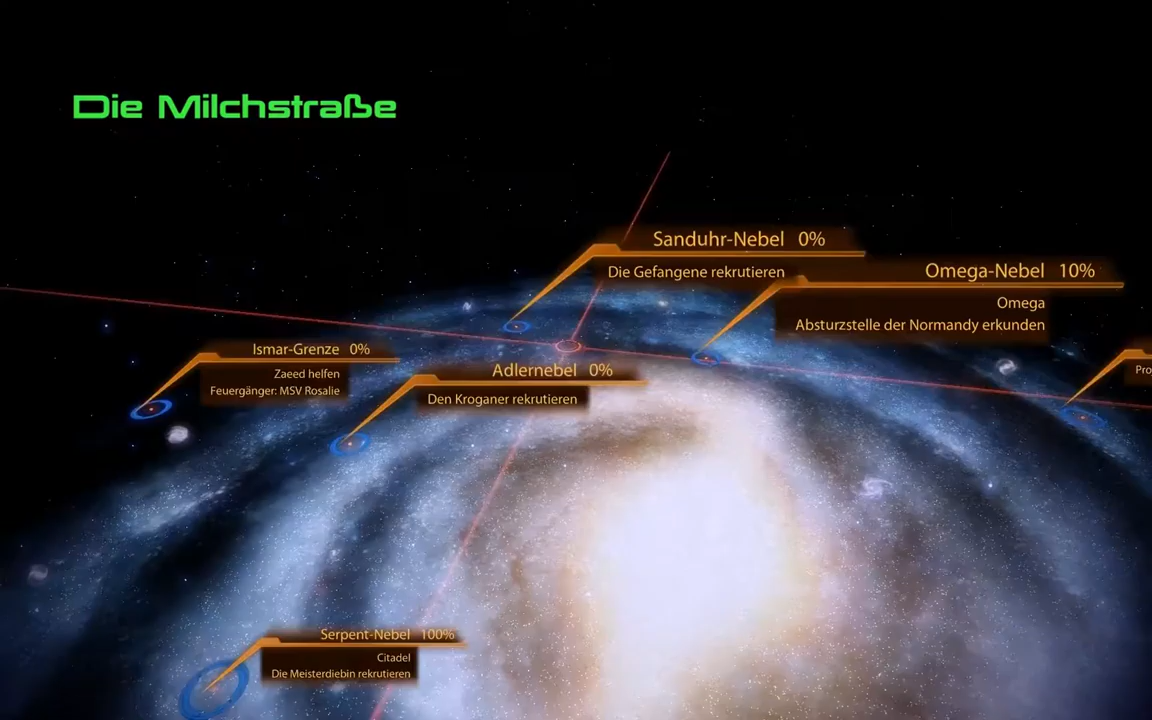 Die Milchstraße
Sanduhr-Nebel 0%
Die Gefangene rekrutieren
Omega-Nebel 10%
Omega
Absturzstelle der Normandy erkunden
Ismar-Grenze 0%
Zaeed helfen
Feuergänger: MSV Rosalie
Adlernebel 0%
Den Kroganer rekrutieren
Pro
Serpent-Nebel 100%
Citadel
Die Meisterdiebin rekrutieren